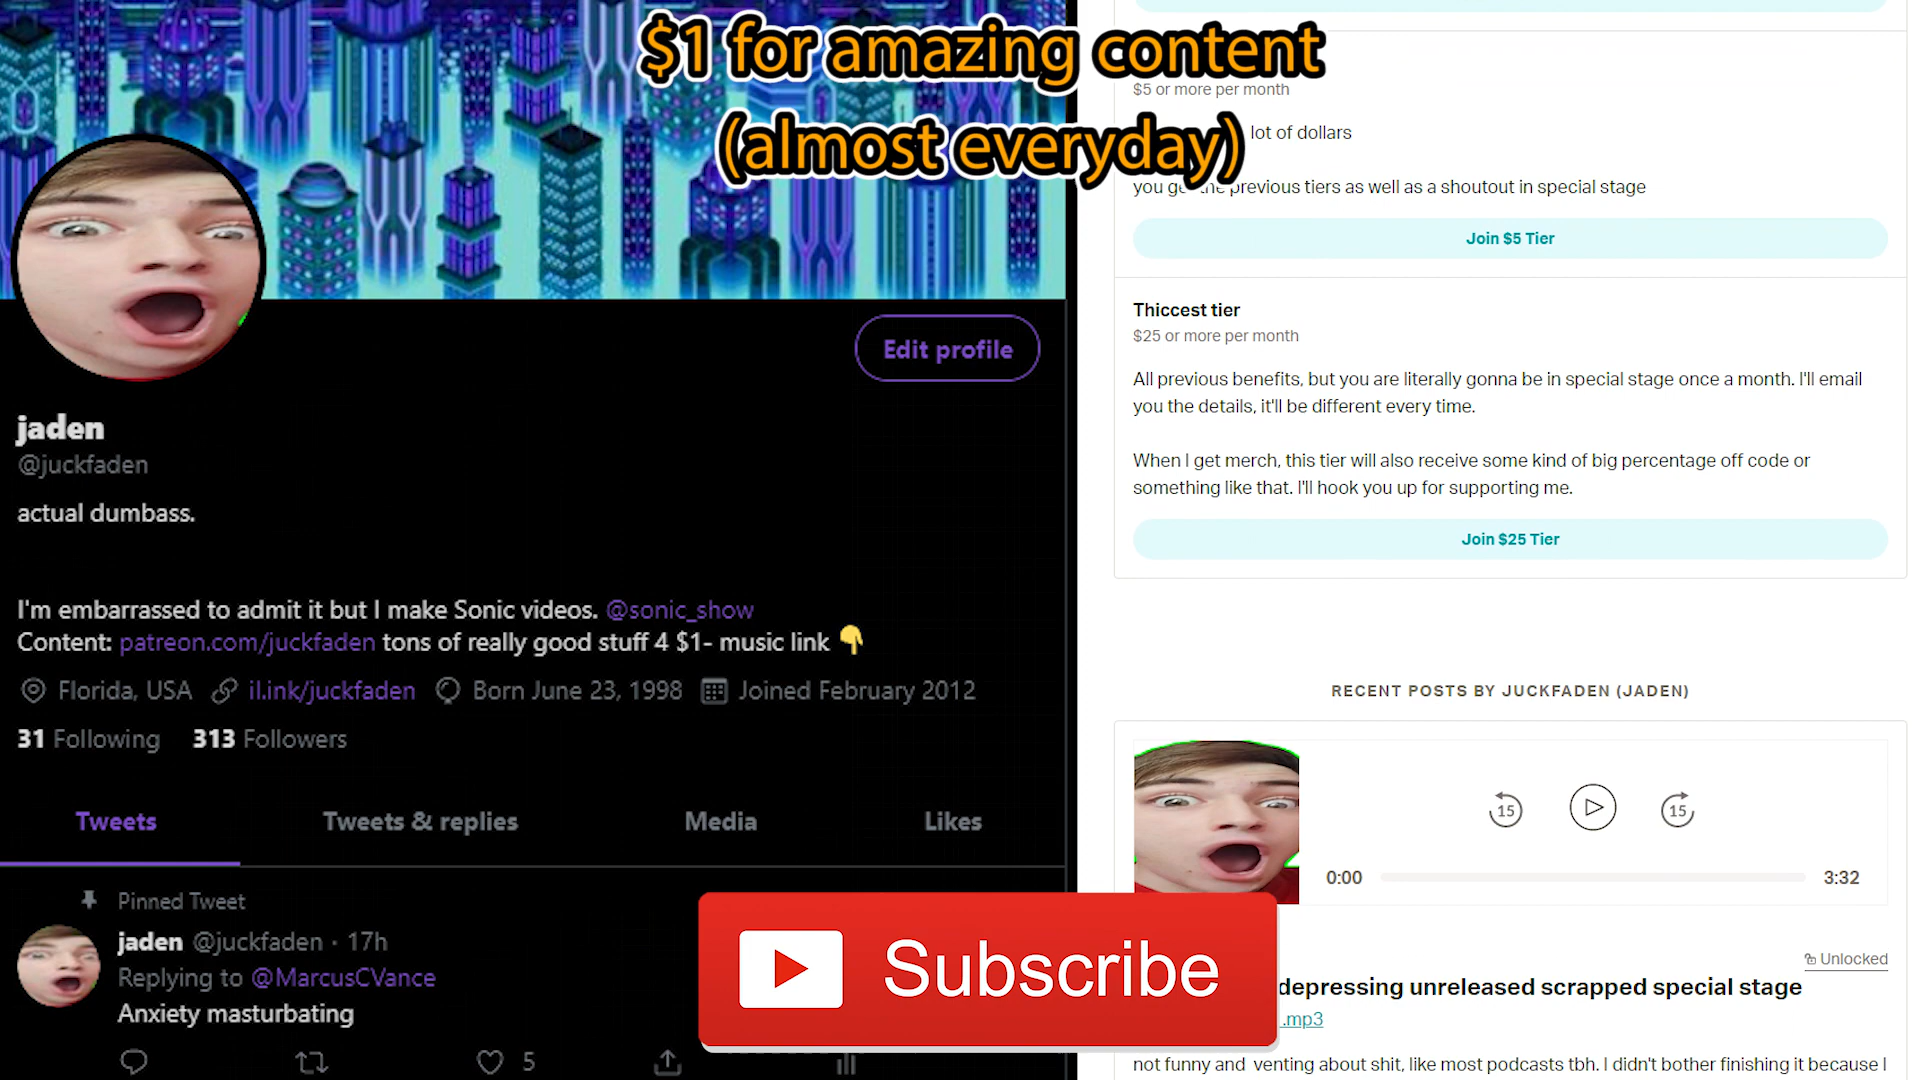 $1 for amazing content
(almost everyday)
jaden
@juckfaden
Edit profile
actual dumbass.
I'm embarrassed to admit it but I make Sonic videos. @sonic_show
Content: patreon.com/juckfaden tons of really good stuff 4 $1- music link 👇
Florida, USA il.ink/juckfaden Born June 23, 1998 Joined February 2012
31 Following 313 Followers
Tweets Tweets & replies Media Likes
Pinned Tweet
jaden @juckfaden · 17h
Replying to @MarcusCVance
Anxiety masturbating
5
Subscribe
$5 or more per month
lot of dollars
you get the previous tiers as well as a shoutout in special stage
Join $5 Tier
Thiccest tier
$25 or more per month
All previous benefits, but you are literally gonna be in special stage once a month. I'll email
you the details, it'll be different every time.
When I get merch, this tier will also receive some kind of big percentage off code or
something like that. I'll hook you up for supporting me.
Join $25 Tier
RECENT POSTS BY JUCKFADEN (JADEN)
15 15
0:00 3:32
Unlocked
depressing unreleased scrapped special stage
.mp3
not funny and venting about shit, like most podcasts tbh. I didn't bother finishing it because I